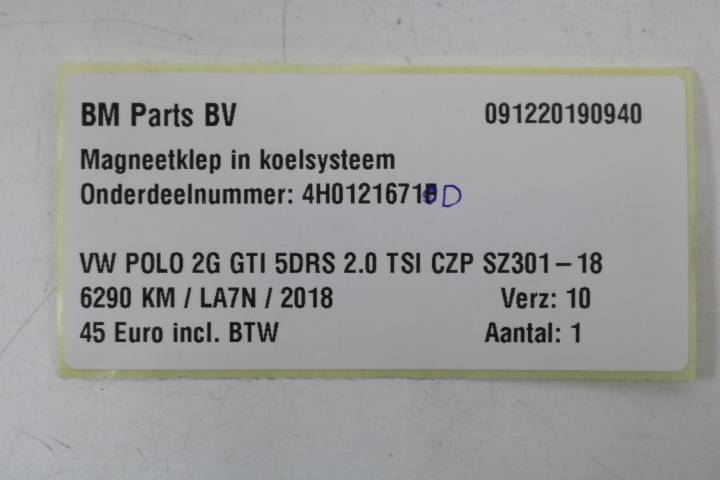 BM Parts BV 091220190940
Magneetklep in koelsysteem
Onderdeelnummer: 4H0121671 D
VW POLO 2G GTI 5DRS 2.0 TSI CZP SZ301-18
6290 KM / LA7N / 2018 Verz: 10
45 Euro incl. BTW Aantal: 1